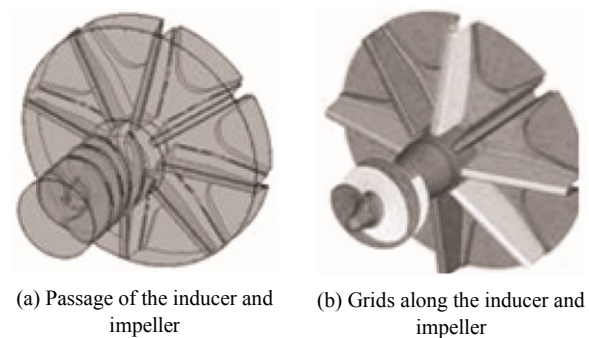 (a) Passage of the inducer and
impeller
(b) Grids along the inducer and
impeller